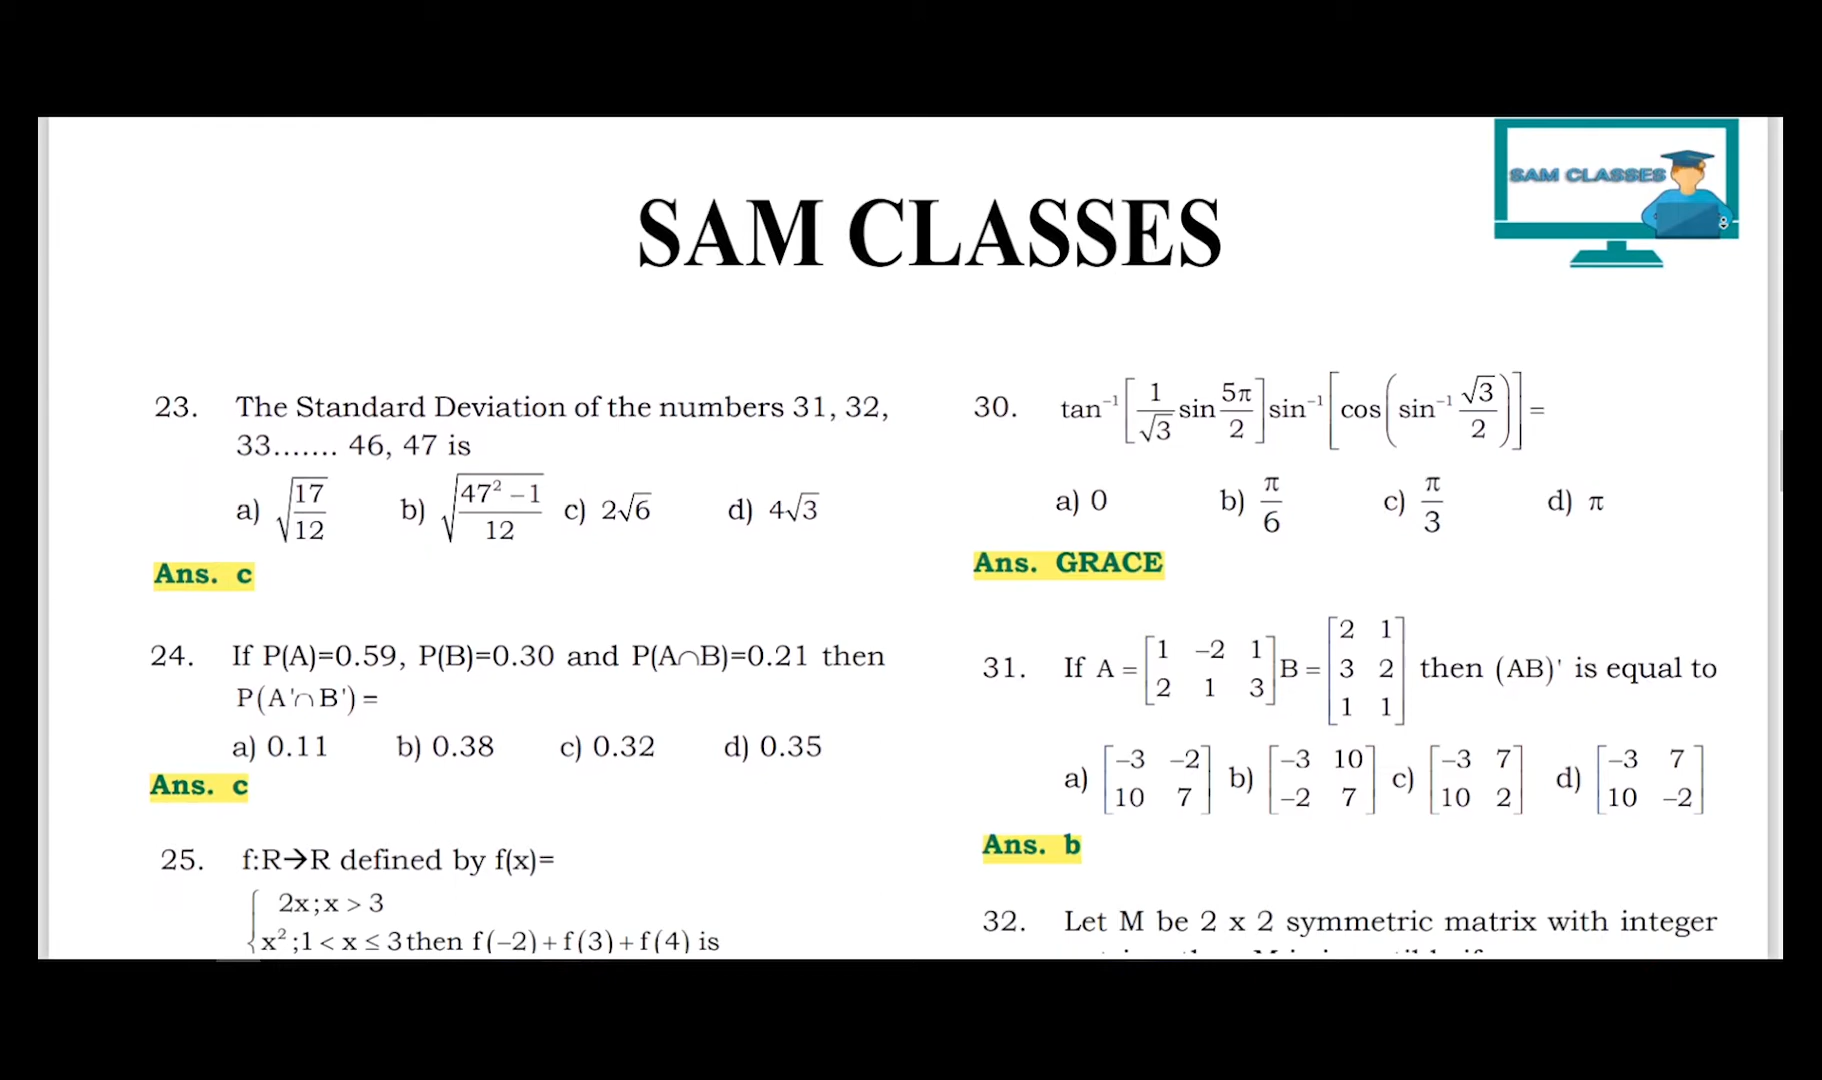 SAM CLASSES
SAM CLASSES
23. The Standard Deviation of the numbers 31, 32,
33....... 46, 47 is
a) √(17/12) b) √((47² –1)/12) c) 2√6 d) 4√3
Ans. c
24. If P(A)=0.59, P(B)=0.30 and P(A∩B)=0.21 then
P(A'∩B') =
a) 0.11 b) 0.38 c) 0.32 d) 0.35
Ans. c
25. f:R→R defined by f(x)=
{ 2x; x > 3
x² ; 1 < x ≤ 3 then f(–2) + f(3) + f(4) is
30. tan⁻¹[1/√3 sin 5π/2] sin⁻¹[cos(sin⁻¹ √3/2)] =
a) 0 b) π/6 c) π/3 d) π
Ans. GRACE
31. If A = [1 –2 1; 2 1 3] B = [2 1; 3 2; 1 1] then (AB)' is equal to
a) [–3 –2; 10 7] b) [–3 10; –2 7] c) [–3 7; 10 2] d) [–3 7; 10 –2]
Ans. b
32. Let M be 2 x 2 symmetric matrix with integer